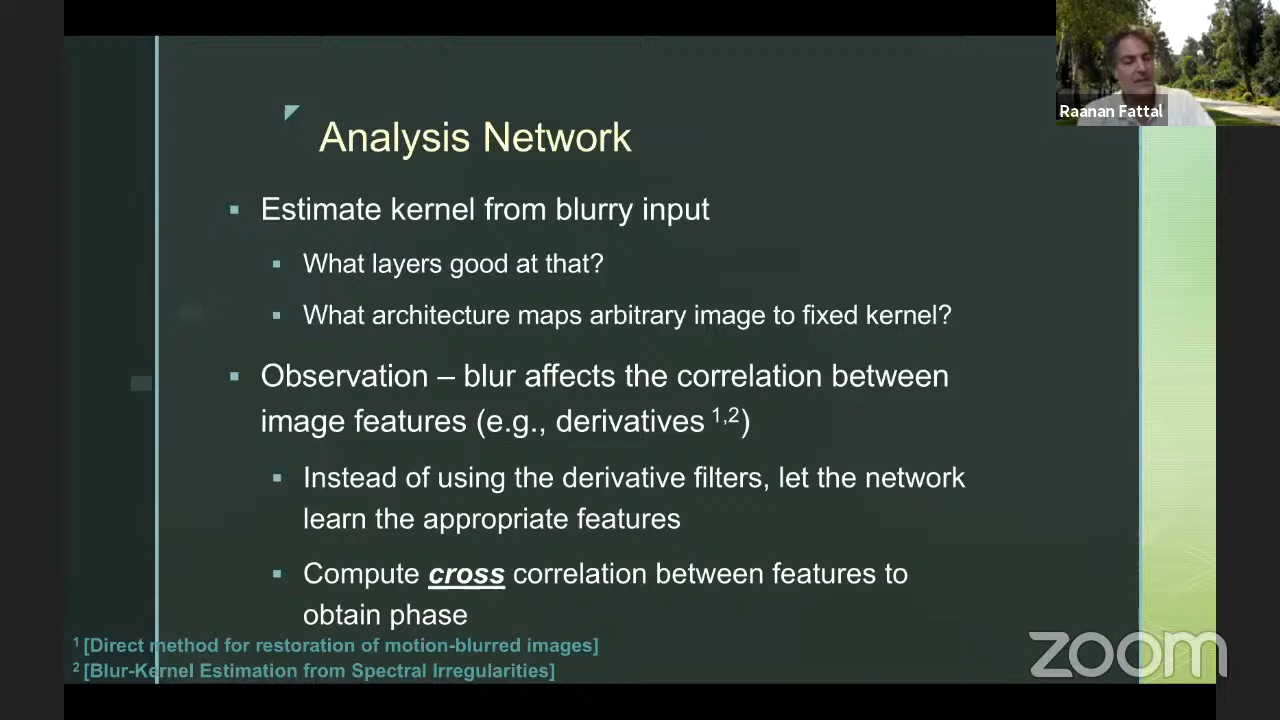 Raanan Fattal
Analysis Network
▪ Estimate kernel from blurry input
▪ What layers good at that?
▪ What architecture maps arbitrary image to fixed kernel?
▪ Observation – blur affects the correlation between
image features (e.g., derivatives ¹,²)
▪ Instead of using the derivative filters, let the network
learn the appropriate features
▪ Compute cross correlation between features to
obtain phase
¹ [Direct method for restoration of motion-blurred images]
² [Blur-Kernel Estimation from Spectral Irregularities]
zoom